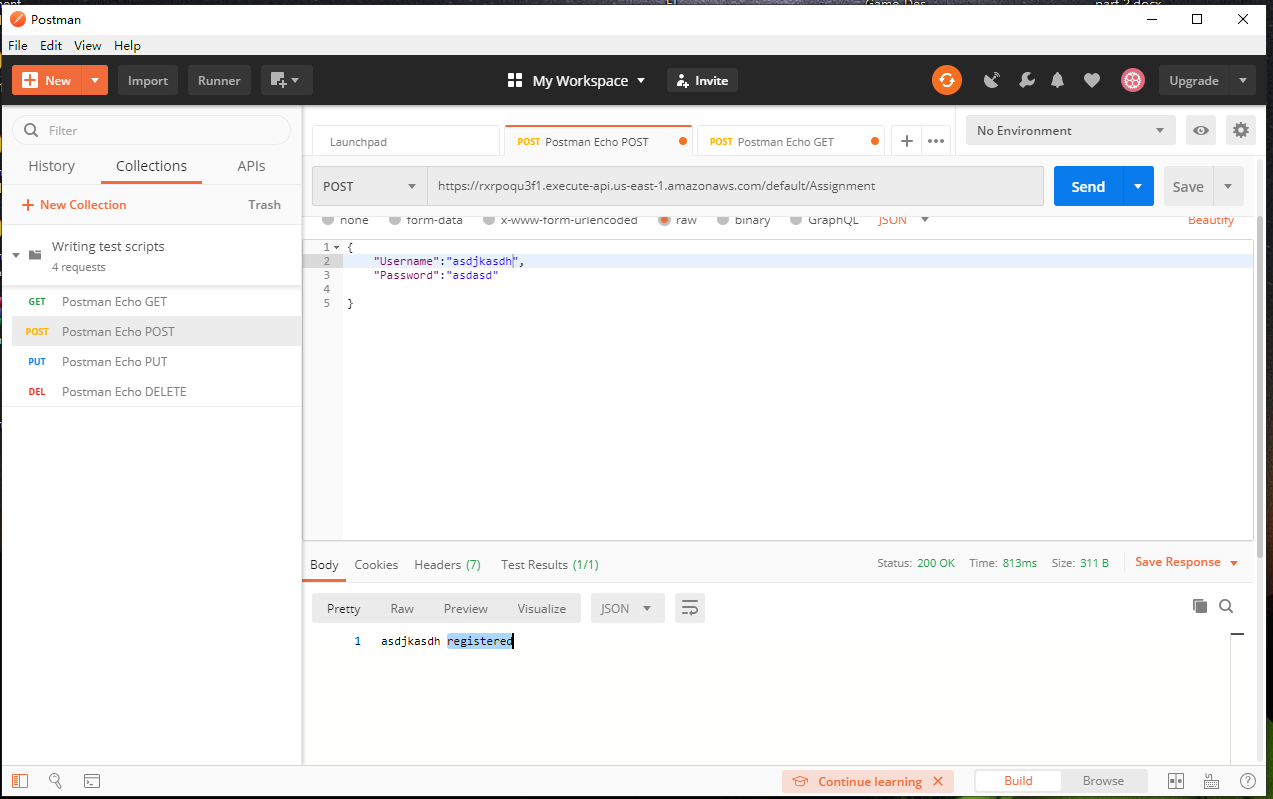 Game Des
part 2.docx
Postman
File Edit View Help
New Import Runner My Workspace Invite Upgrade
Filter
History Collections APIs
New Collection Trash
Writing test scripts
4 requests
GET Postman Echo GET
POST Postman Echo POST
PUT Postman Echo PUT
DEL Postman Echo DELETE
Launchpad POST Postman Echo POST POST Postman Echo GET No Environment
POST https://rxrpoqu3f1.execute-api.us-east-1.amazonaws.com/default/Assignment Send Save
none form-data x-www-form-urlencoded raw binary GraphQL JSON Beautify
1 {
2 "Username":"asdjkasdh",
3 "Password":"asdasd"
4
5 }
Body Cookies Headers (7) Test Results (1/1) Status: 200 OK Time: 813ms Size: 311 B Save Response
Pretty Raw Preview Visualize JSON
1 asdjkasdh registered
Continue learning Build Browse